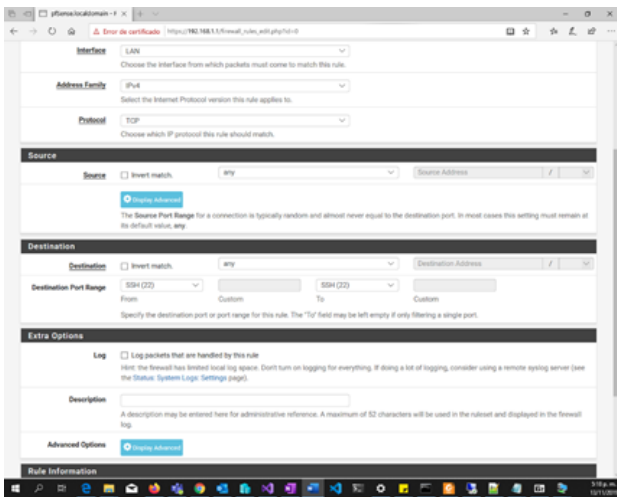 pfSense.localdomain - F
Error de certificado https://192.168.1.1/firewall_rules_edit.php?id=0
Interface LAN
Choose the interface from which packets must come to match this rule.
Address Family IPv4
Select the Internet Protocol version this rule applies to.
Protocol TCP
Choose which IP protocol this rule should match.
Source
Source Invert match. any Source Address /
Display Advanced
The Source Port Range for a connection is typically random and almost never equal to the destination port. In most cases this setting must remain at
its default value, any.
Destination
Destination Invert match. any Destination Address /
Destination Port Range SSH (22) SSH (22)
From Custom To Custom
Specify the destination port or port range for this rule. The "To" field may be left empty if only filtering a single port.
Extra Options
Log Log packets that are handled by this rule
Hint: the firewall has limited local log space. Don't turn on logging for everything. If doing a lot of logging, consider using a remote syslog server (see
the Status: System Logs: Settings page).
Description
A description may be entered here for administrative reference. A maximum of 52 characters will be used in the ruleset and displayed in the firewall
log.
Advanced Options Display Advanced
Rule Information